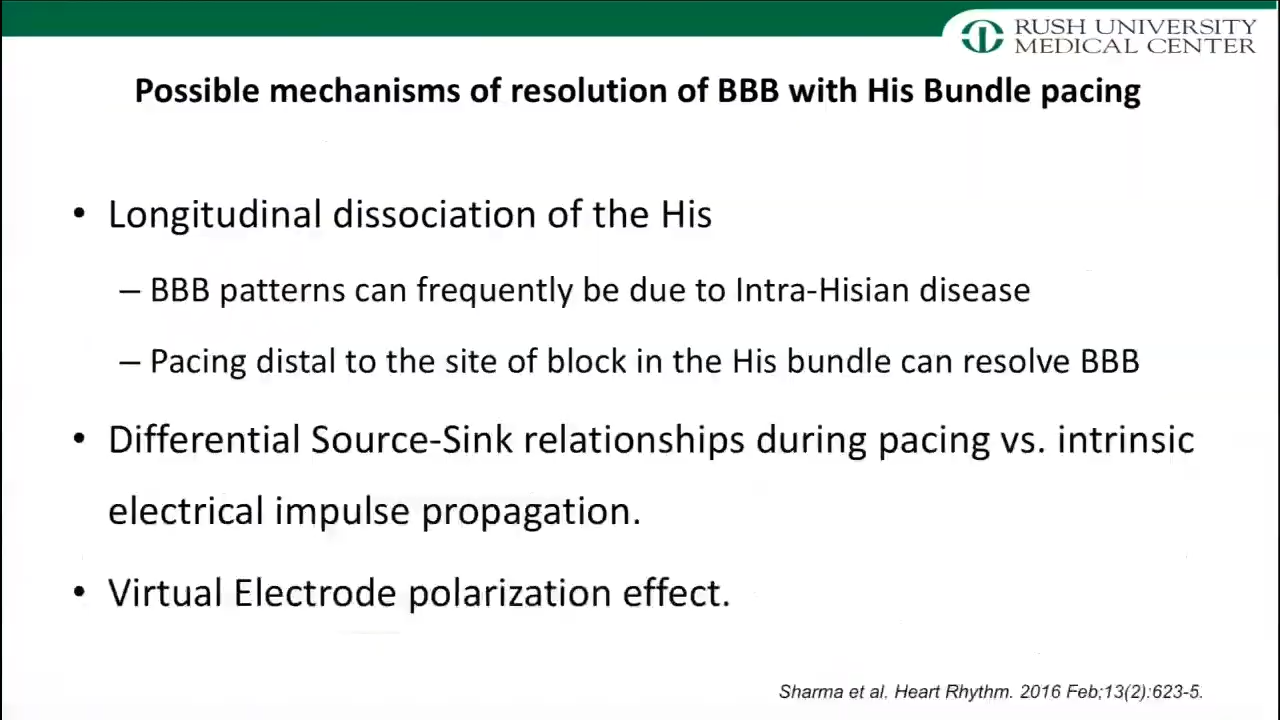 RUSH UNIVERSITY
MEDICAL CENTER
Possible mechanisms of resolution of BBB with His Bundle pacing
• Longitudinal dissociation of the His
– BBB patterns can frequently be due to Intra-Hisian disease
– Pacing distal to the site of block in the His bundle can resolve BBB
• Differential Source-Sink relationships during pacing vs. intrinsic
electrical impulse propagation.
• Virtual Electrode polarization effect.
Sharma et al. Heart Rhythm. 2016 Feb;13(2):623-5.